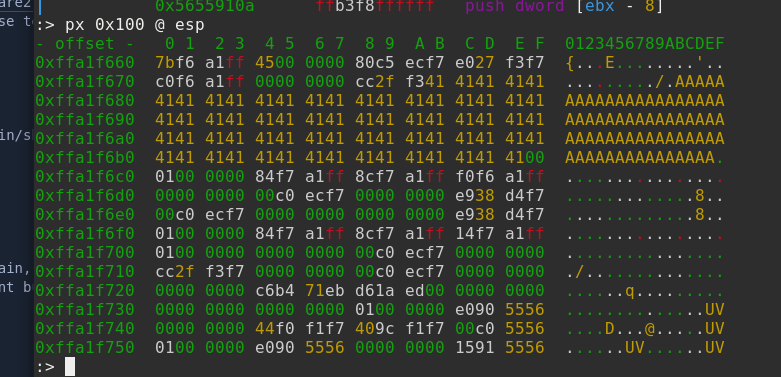 are2
0x5655910a      ffb3f8ffffff   push dword [ebx - 8]
se t
:> px 0x100 @ esp
- offset -   0 1  2 3  4 5  6 7  8 9  A B  C D  E F  0123456789ABCDEF
0xffa1f660  7bf6 a1ff 4500 0000 80c5 ecf7 e027 f3f7  {...E........'..
0xffa1f670  c0f6 a1ff 0000 0000 cc2f f341 4141 4141  ........./.AAAAA
0xffa1f680  4141 4141 4141 4141 4141 4141 4141 4141  AAAAAAAAAAAAAAAA
0xffa1f690  4141 4141 4141 4141 4141 4141 4141 4141  AAAAAAAAAAAAAAAA
in/s
0xffa1f6a0  4141 4141 4141 4141 4141 4141 4141 4141  AAAAAAAAAAAAAAAA
0xffa1f6b0  4141 4141 4141 4141 4141 4141 4141 4100  AAAAAAAAAAAAAAA.
0xffa1f6c0  0100 0000 84f7 a1ff 8cf7 a1ff f0f6 a1ff  ................
0xffa1f6d0  0000 0000 00c0 ecf7 0000 0000 e938 d4f7  .............8..
0xffa1f6e0  00c0 ecf7 0000 0000 0000 0000 e938 d4f7  .............8..
0xffa1f6f0  0100 0000 84f7 a1ff 8cf7 a1ff 14f7 a1ff  ................
0xffa1f700  0100 0000 0000 0000 00c0 ecf7 0000 0000  ................
ain,
0xffa1f710  cc2f f3f7 0000 0000 00c0 ecf7 0000 0000  ./..............
nt b
0xffa1f720  0000 0000 c6b4 71eb d61a ed00 0000 0000  ......q.........
0xffa1f730  0000 0000 0000 0000 0100 0000 e090 5556  ..............UV
0xffa1f740  0000 0000 44f0 f1f7 409c f1f7 00c0 5556  ....D...@.....UV
0xffa1f750  0100 0000 e090 5556 0000 0000 1591 5556  ......UV......UV
:>